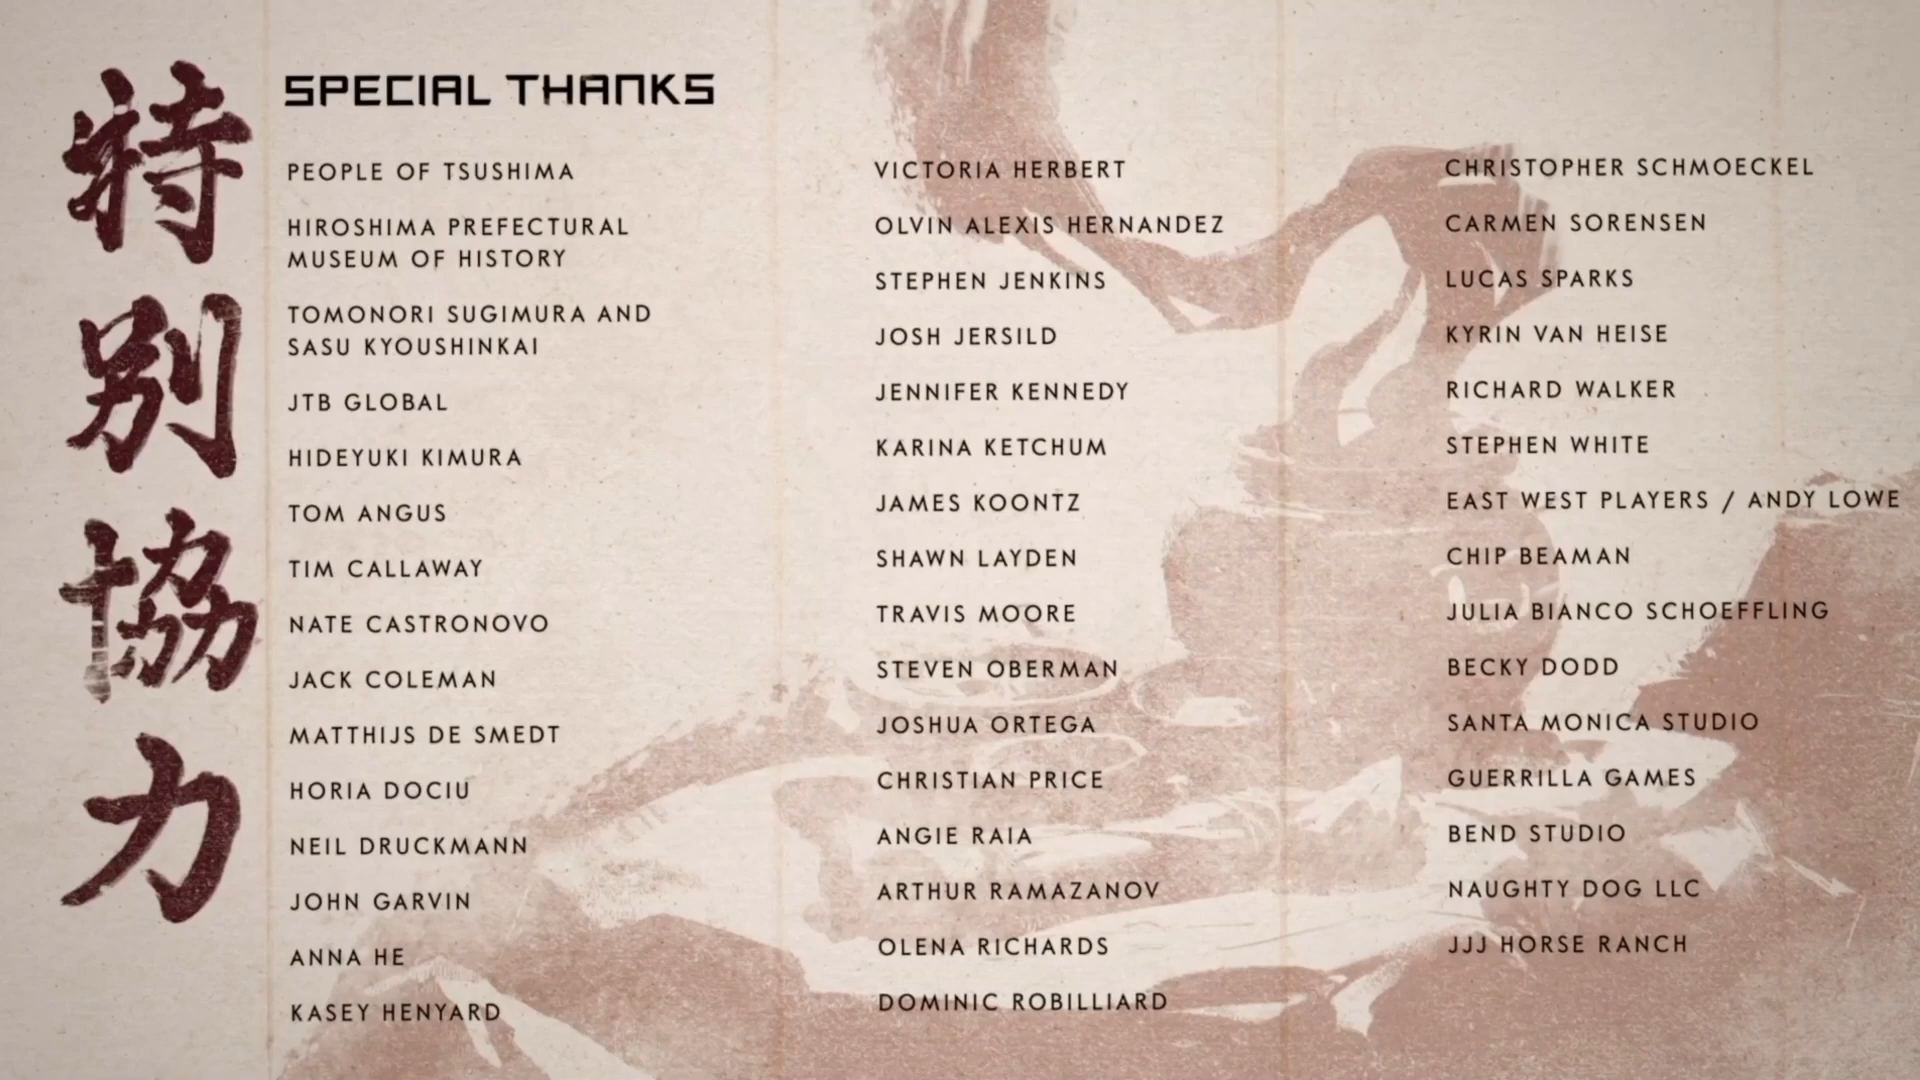 特別協力
SPECIAL THANKS
PEOPLE OF TSUSHIMA
HIROSHIMA PREFECTURAL
MUSEUM OF HISTORY
TOMONORI SUGIMURA AND
SASU KYOUSHINKAI
JTB GLOBAL
HIDEYUKI KIMURA
TOM ANGUS
TIM CALLAWAY
NATE CASTRONOVO
JACK COLEMAN
MATTHIJS DE SMEDT
HORIA DOCIU
NEIL DRUCKMANN
JOHN GARVIN
ANNA HE
KASEY HENYARD
VICTORIA HERBERT
OLVIN ALEXIS HERNANDEZ
STEPHEN JENKINS
JOSH JERSILD
JENNIFER KENNEDY
KARINA KETCHUM
JAMES KOONTZ
SHAWN LAYDEN
TRAVIS MOORE
STEVEN OBERMAN
JOSHUA ORTEGA
CHRISTIAN PRICE
ANGIE RAIA
ARTHUR RAMAZANOV
OLENA RICHARDS
DOMINIC ROBILLIARD
CHRISTOPHER SCHMOECKEL
CARMEN SORENSEN
LUCAS SPARKS
KYRIN VAN HEISE
RICHARD WALKER
STEPHEN WHITE
EAST WEST PLAYERS / ANDY LOWE
CHIP BEAMAN
JULIA BIANCO SCHOEFFLING
BECKY DODD
SANTA MONICA STUDIO
GUERRILLA GAMES
BEND STUDIO
NAUGHTY DOG LLC
JJJ HORSE RANCH